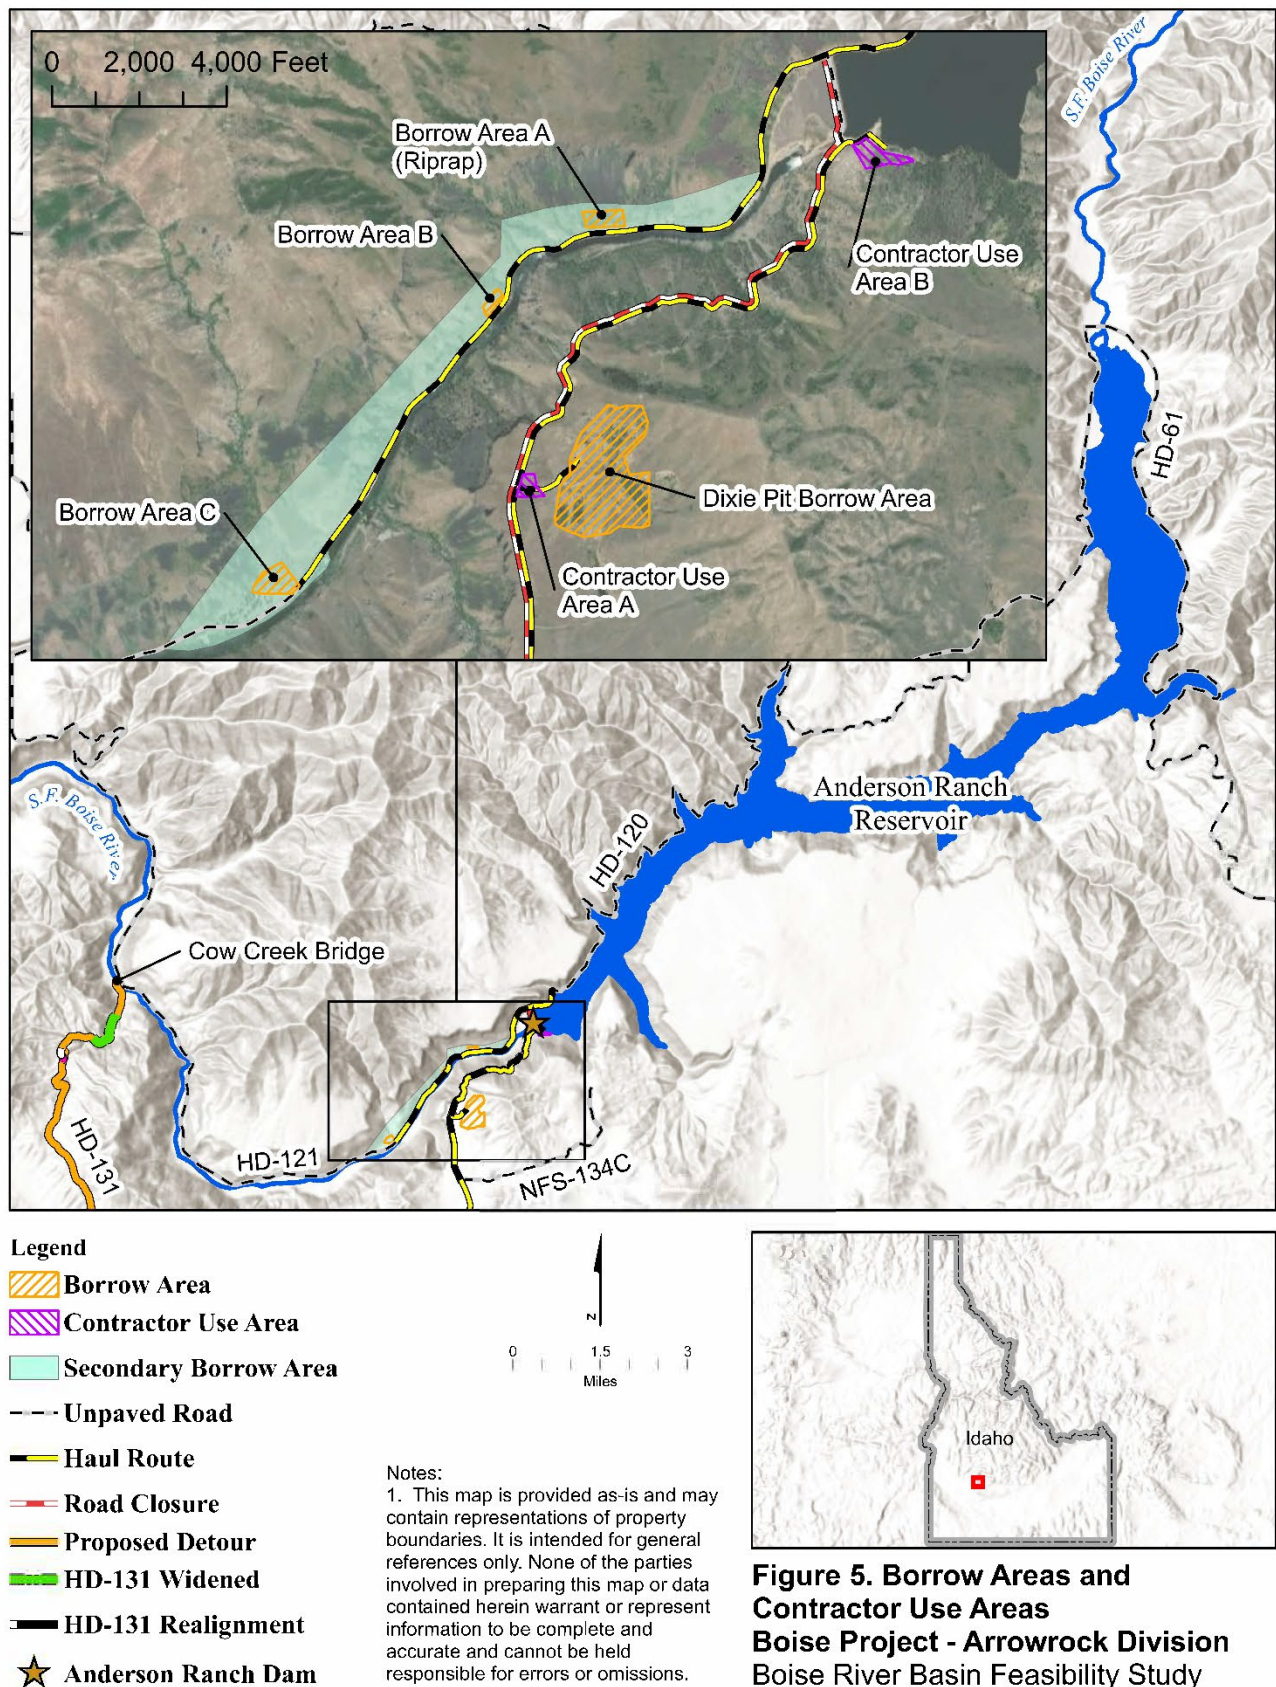 0 2,000 4,000 Feet
S.F. Boise River
Borrow Area A
(Riprap)
Borrow Area B
Contractor Use
Area B
HD-61
Dixie Pit Borrow Area
Borrow Area C
Contractor Use
Area A
Anderson Ranch
Reservoir
S.F. Boise River
HD-120
Cow Creek Bridge
HD-131
HD-121
NFS-134C
Legend
Borrow Area
Contractor Use Area
Secondary Borrow Area
Unpaved Road
Haul Route
Road Closure
Proposed Detour
HD-131 Widened
HD-131 Realignment
Anderson Ranch Dam
N
0 1.5 3
Miles
Notes:
1. This map is provided as-is and may
contain representations of property
boundaries. It is intended for general
references only. None of the parties
involved in preparing this map or data
contained herein warrant or represent
information to be complete and
accurate and cannot be held
responsible for errors or omissions.
Idaho
Figure 5. Borrow Areas and
Contractor Use Areas
Boise Project - Arrowrock Division
Boise River Basin Feasibility Study